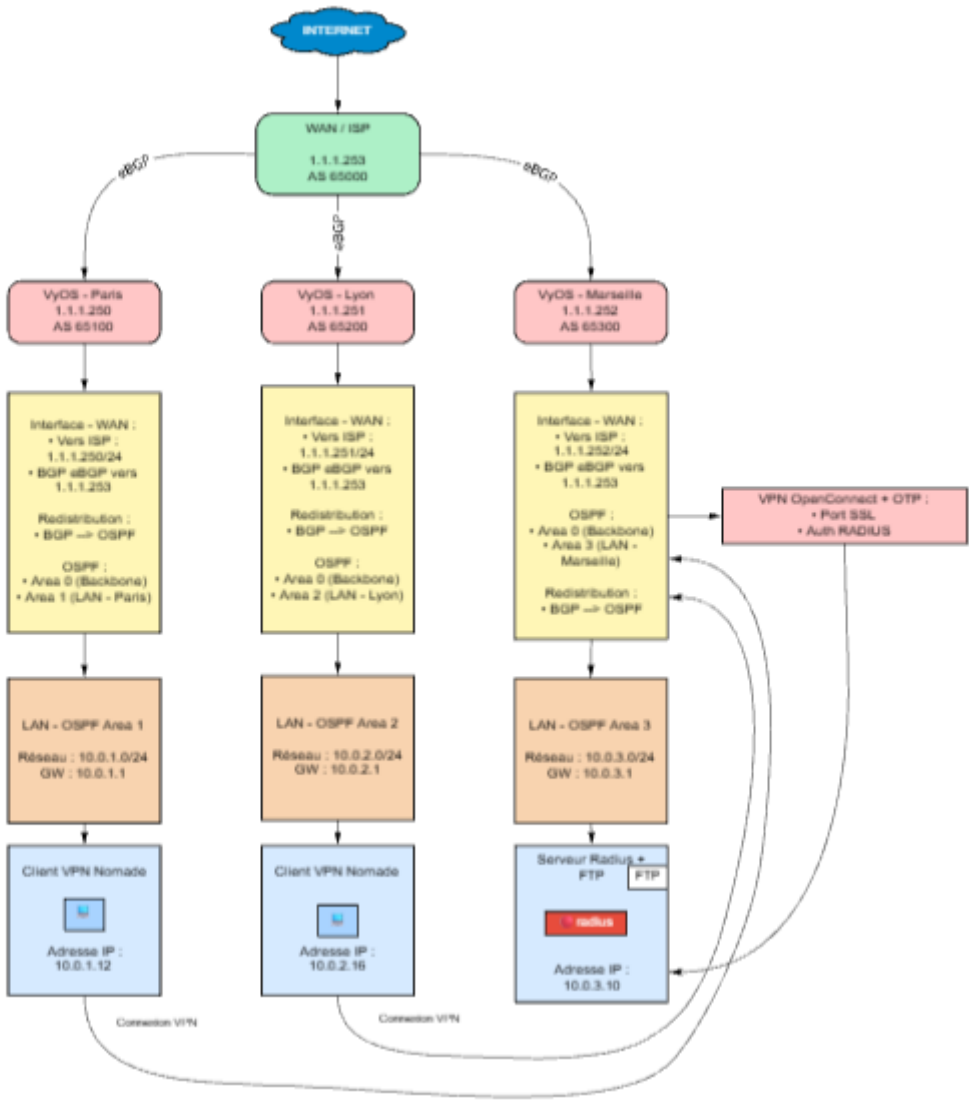 INTERNET
WAN / ISP
1.1.1.253
AS 65000
eBGP
eBGP
eBGP
VyOS - Paris
1.1.1.250
AS 65100
VyOS - Lyon
1.1.1.251
AS 65200
VyOS - Marseille
1.1.1.252
AS 65300
Interface - WAN :
• Vers ISP :
1.1.1.250/24
• BGP eBGP vers
1.1.1.253
Redistribution :
• BGP --> OSPF
OSPF :
• Area 0 (Backbone)
• Area 1 (LAN - Paris)
Interface - WAN :
• Vers ISP :
1.1.1.251/24
• BGP eBGP vers
1.1.1.253
Redistribution :
• BGP --> OSPF
OSPF :
• Area 0 (Backbone)
• Area 2 (LAN - Lyon)
Interface - WAN :
• Vers ISP :
1.1.1.252/24
• BGP eBGP vers
1.1.1.253
OSPF :
• Area 0 (Backbone)
• Area 3 (LAN -
Marseille)
Redistribution :
• BGP --> OSPF
VPN OpenConnect + OTP :
• Port SSL
• Auth RADIUS
LAN - OSPF Area 1
Réseau : 10.0.1.0/24
GW : 10.0.1.1
LAN - OSPF Area 2
Réseau : 10.0.2.0/24
GW : 10.0.2.1
LAN - OSPF Area 3
Réseau : 10.0.3.0/24
GW : 10.0.3.1
Client VPN Nomade
Adresse IP :
10.0.1.12
Client VPN Nomade
Adresse IP :
10.0.2.16
Serveur Radius +
FTP
FTP
radius
Adresse IP :
10.0.3.10
Connexion VPN
Connexion VPN